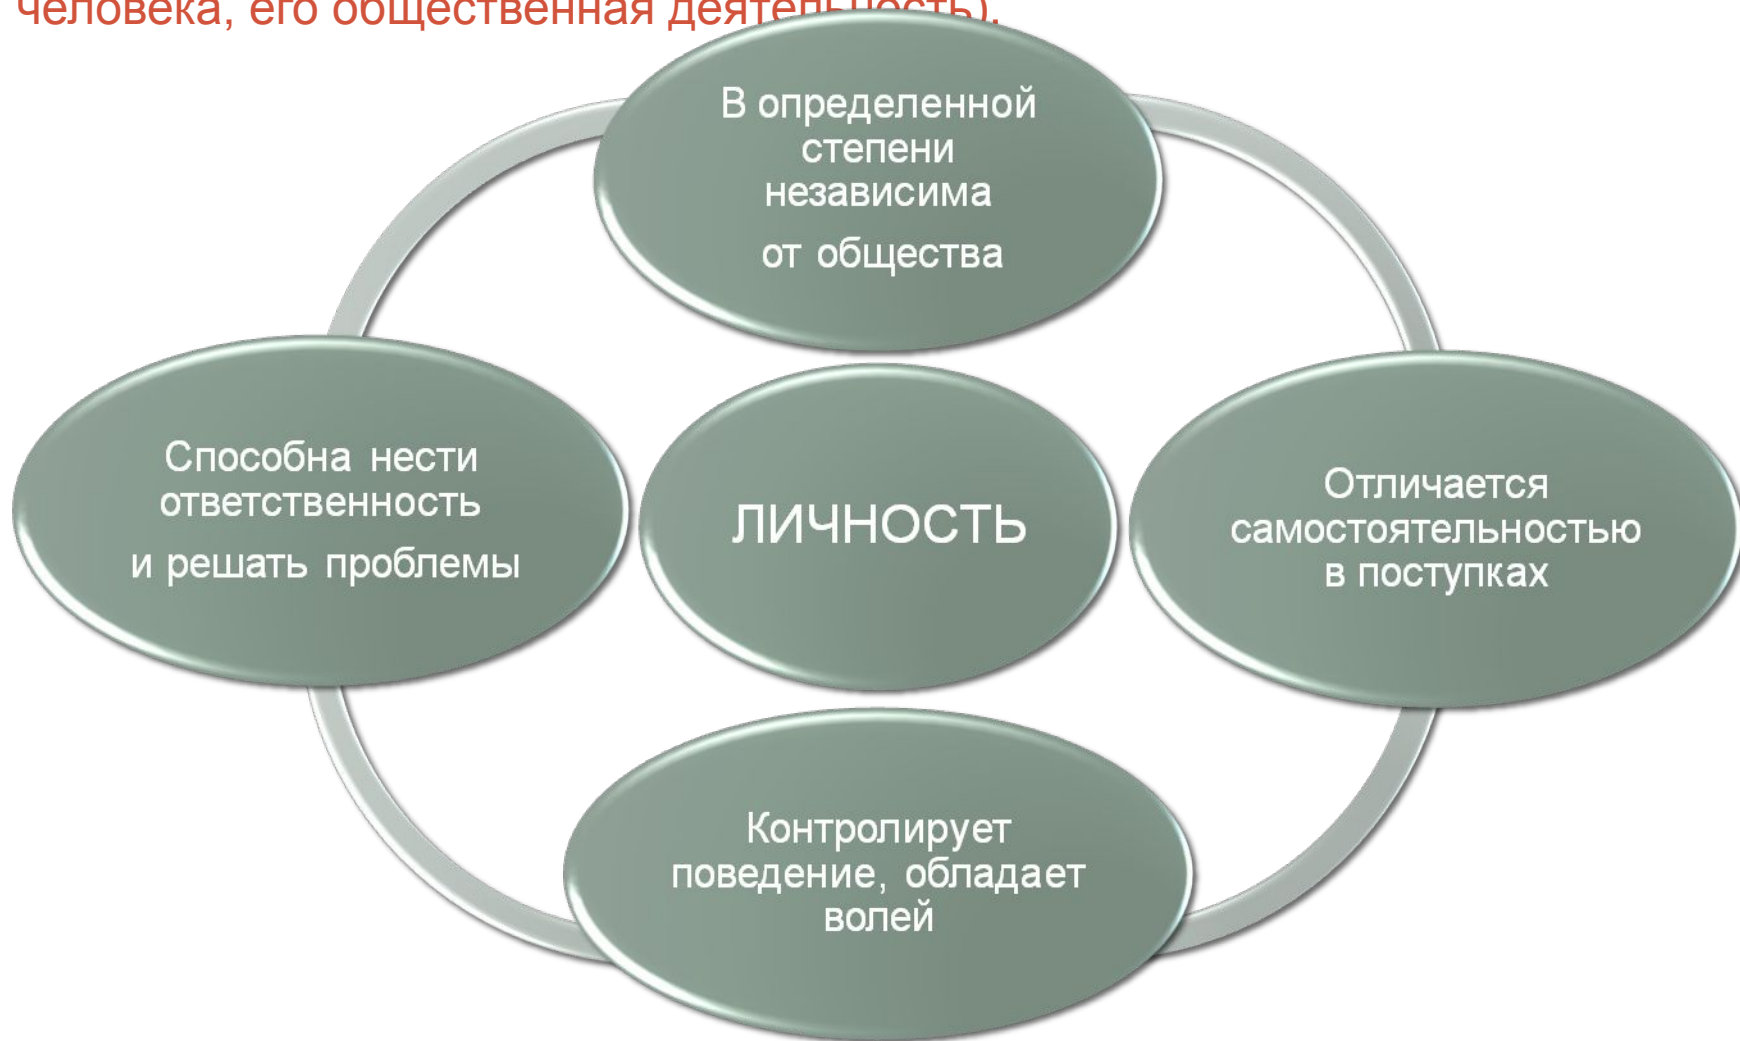 человека, его общественная деятельность).
В определенной
степени
независима
от общества
Способна нести
ответственность
и решать проблемы
ЛИЧНОСТЬ
Отличается
самостоятельностью
в поступках
Контролирует
поведение, обладает
волей